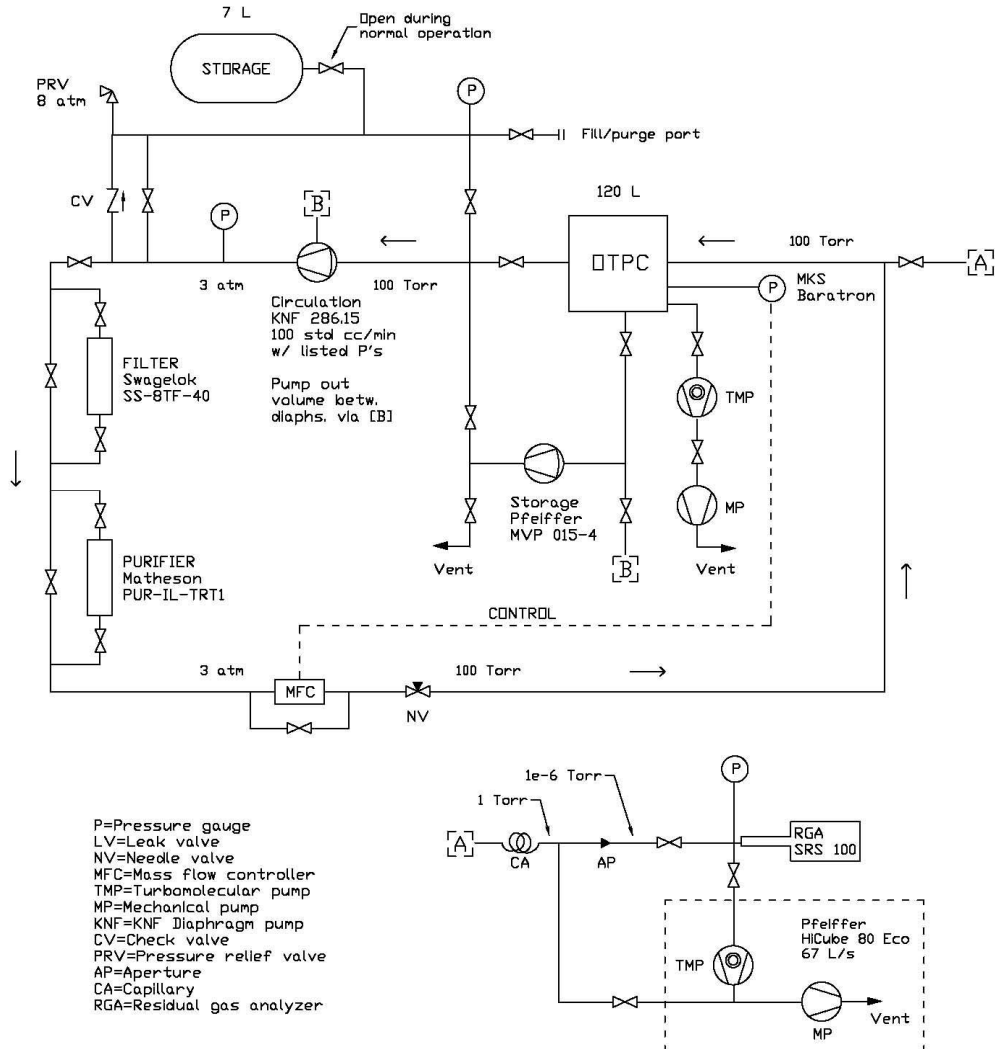 7 L
Open during
normal operation
STORAGE
PRV
8 atm
P
Fill/purge port
CV
P
B
120 L
OTPC
100 Torr
A
3 atm
100 Torr
P
MKS
Baratron
Circulation
KNF 286.15
100 std cc/min
w/ listed P's
Pump out
volume betw.
diaphs. via [B]
FILTER
Swagelok
SS-8TF-40
TMP
Storage
Pfeiffer
MVP 015-4
MP
Vent
B
Vent
PURIFIER
Matheson
PUR-IL-TRT1
CONTROL
3 atm
MFC
100 Torr
NV
P
1e-6 Torr
1 Torr
A
CA
AP
RGA
SRS 100
Pfeiffer
HiCube 80 Eco
67 L/s
TMP
MP
Vent
P=Pressure gauge
LV=Leak valve
NV=Needle valve
MFC=Mass flow controller
TMP=Turbomolecular pump
MP=Mechanical pump
KNF=KNF Diaphragm pump
CV=Check valve
PRV=Pressure relief valve
AP=Aperture
CA=Capillary
RGA=Residual gas analyzer